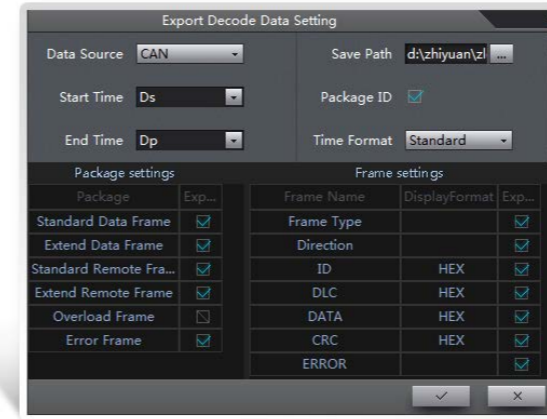 Export Decode Data Setting
Data Source CAN Save Path d:\zhiyuan\zl ...
Start Time Ds Package ID
End Time Dp Time Format Standard
Package settings Frame settings
Package Exp... Frame Name DisplayFormat Exp...
Standard Data Frame Frame Type
Extend Data Frame Direction
Standard Remote Fra... ID HEX
Extend Remote Frame DLC HEX
Overload Frame DATA HEX
Error Frame CRC HEX
ERROR